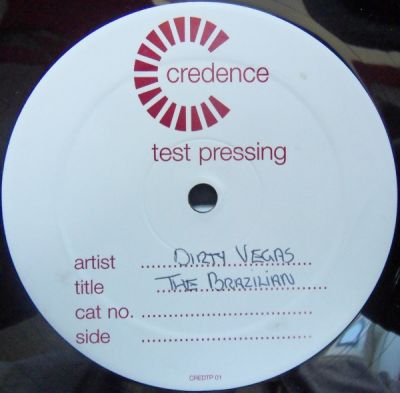 credence
test pressing
artist DIRTY VEGAS
title THE BRAZILIAN
cat no.
side
CREDTP 01